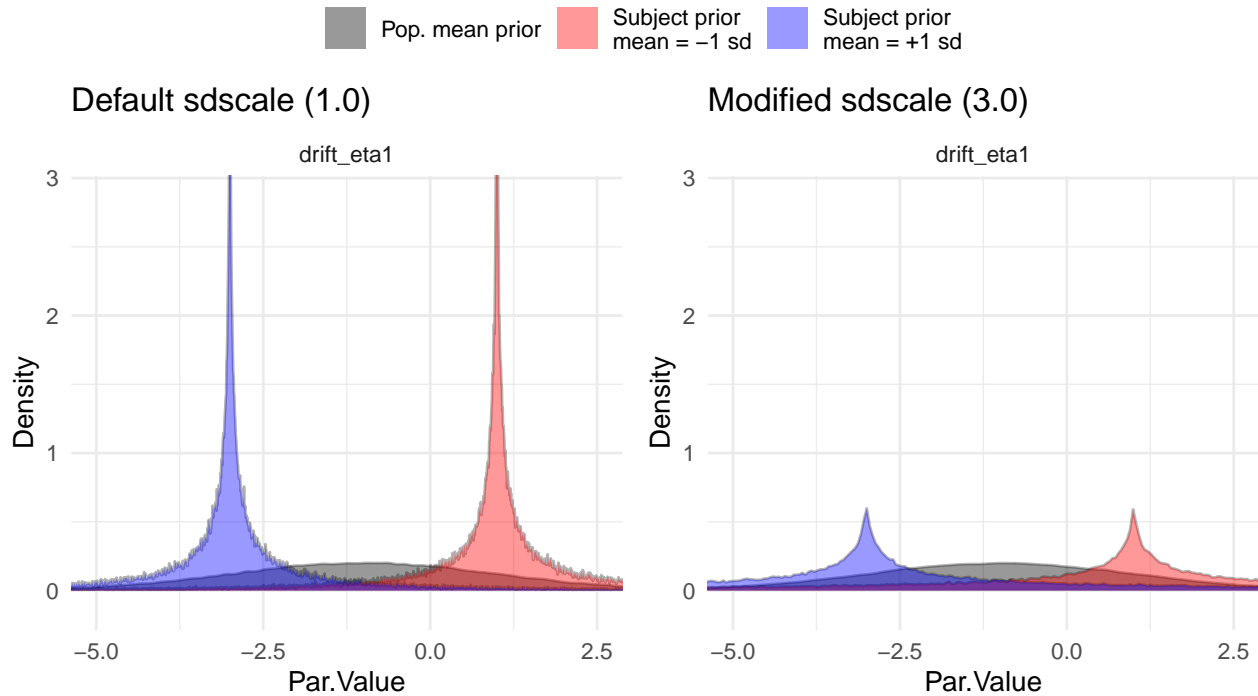 Pop. mean prior
Subject prior
mean = −1 sd
Subject prior
mean = +1 sd
Default sdscale (1.0)
drift_eta1
Density
3
2
1
0
−5.0 −2.5 0.0 2.5
Par.Value
Modified sdscale (3.0)
drift_eta1
Density
3
2
1
0
−5.0 −2.5 0.0 2.5
Par.Value